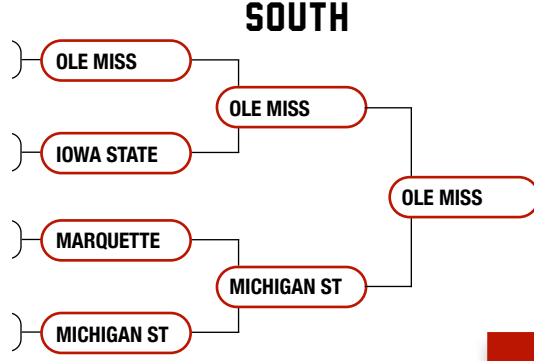 SOUTH
OLE MISS
OLE MISS
IOWA STATE
OLE MISS
MARQUETTE
MICHIGAN ST
MICHIGAN ST